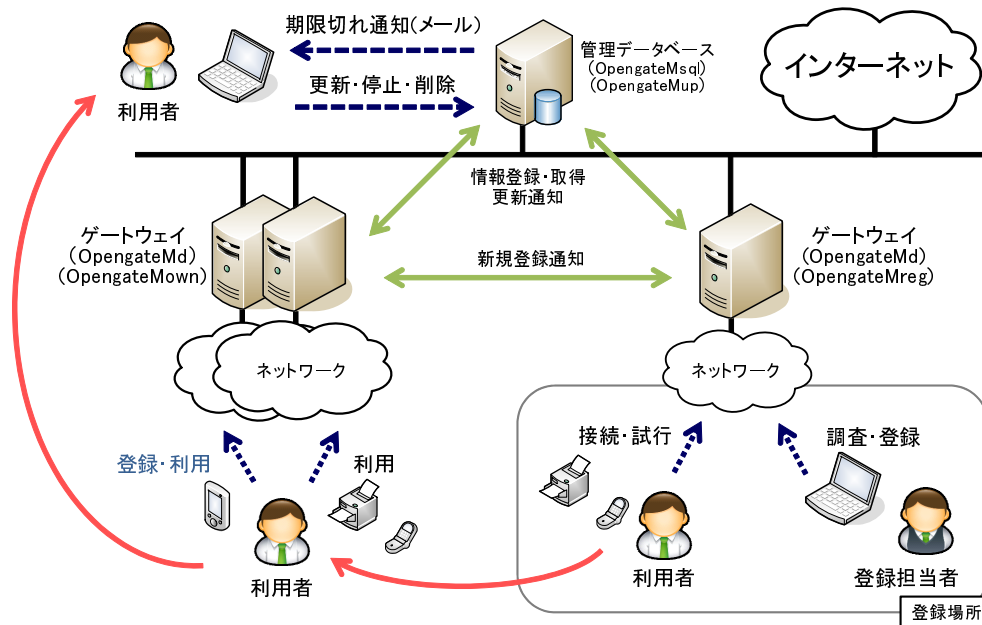 期限切れ通知(メール)
更新・停止・削除
利用者
管理データベース
(OpengateMsql)
(OpengateMup)
インターネット
情報登録・取得
更新通知
ゲートウェイ
(OpengateMd)
(OpengateMown)
新規登録通知
ゲートウェイ
(OpengateMd)
(OpengateMreg)
ネットワーク
ネットワーク
登録・利用
利用
利用者
接続・試行
調査・登録
利用者
登録担当者
登録場所